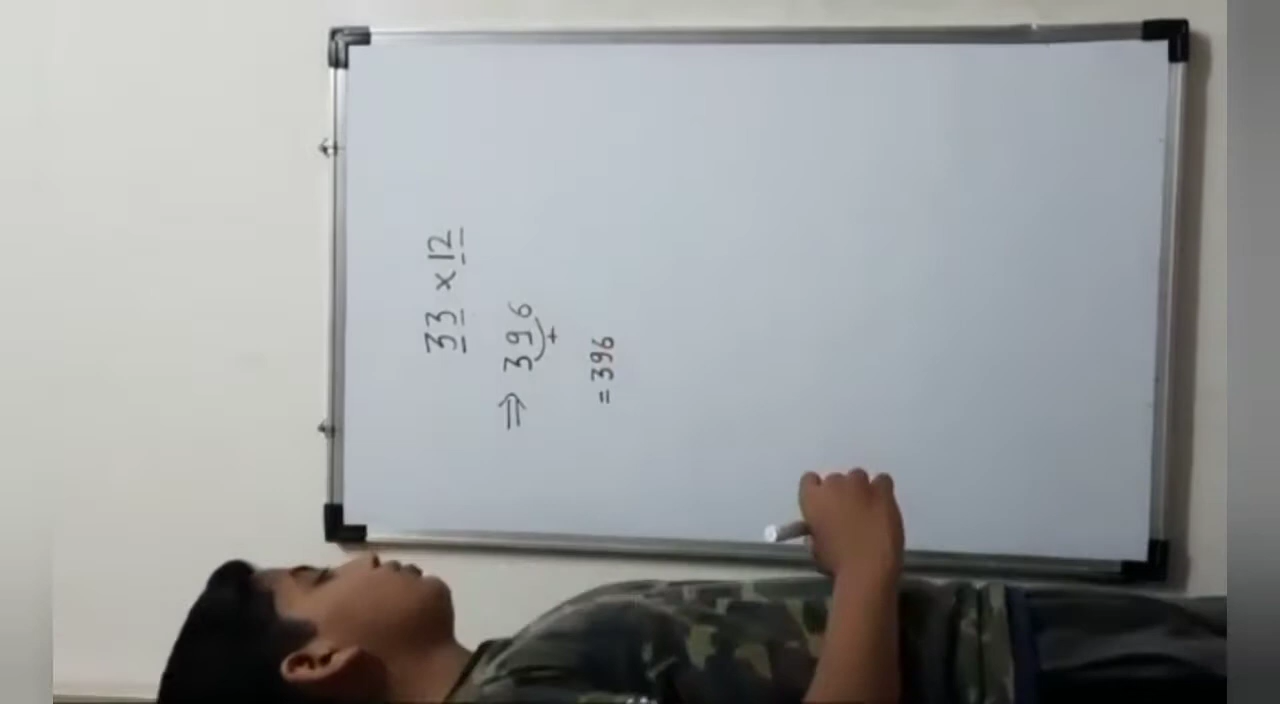 33 × 12
⇒ 396
+
= 396